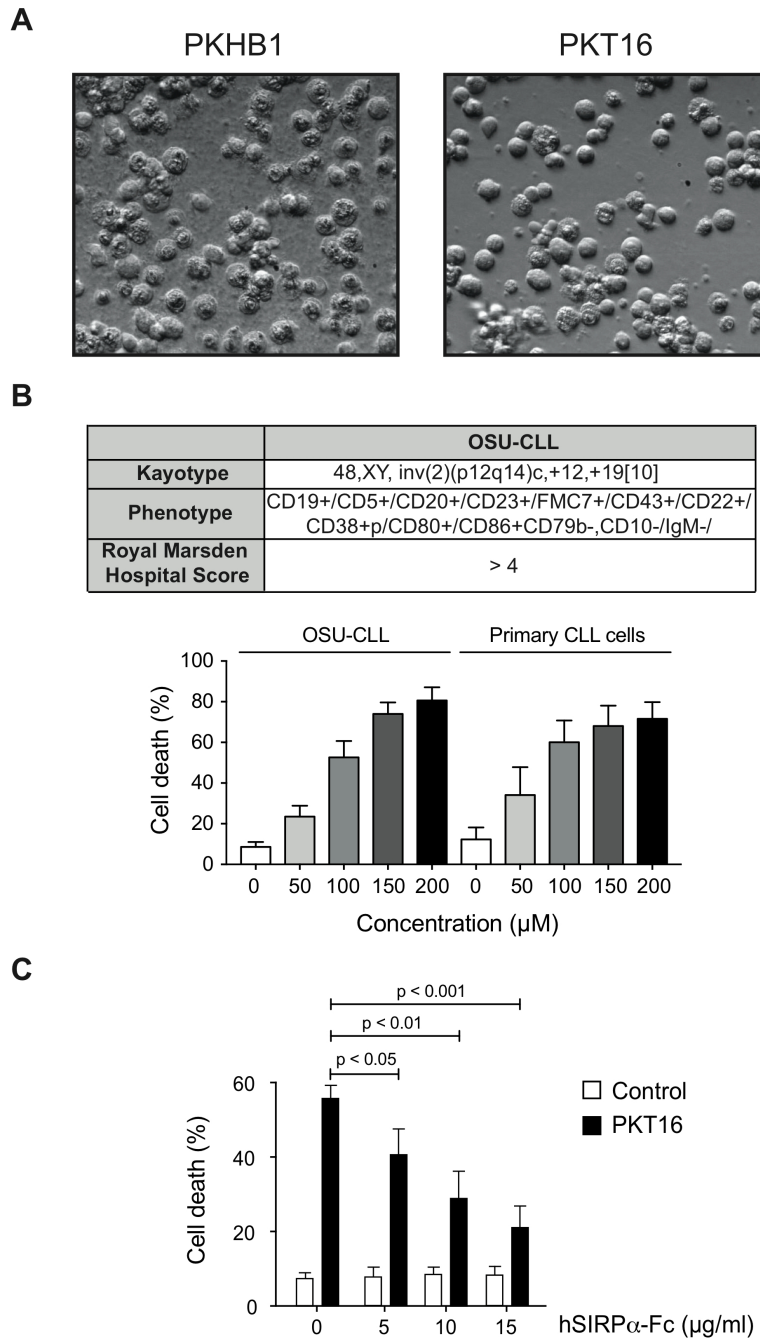 A
PKHB1
PKT16
B
OSU-CLL
Kayotype
48,XY, inv(2)(p12q14)c,+12,+19[10]
Phenotype
CD19+/CD5+/CD20+/CD23+/FMC7+/CD43+/CD22+/
CD38+p/CD80+/CD86+CD79b-,CD10-/IgM-/
Royal Marsden
Hospital Score
> 4
OSU-CLL
Primary CLL cells
Cell death (%)
100
80
60
40
20
0
0 50 100 150 200 0 50 100 150 200
Concentration (µM)
C
p < 0.001
p < 0.01
p < 0.05
Control
PKT16
Cell death (%)
60
40
20
0
0 5 10 15 hSIRPα-Fc (µg/ml)